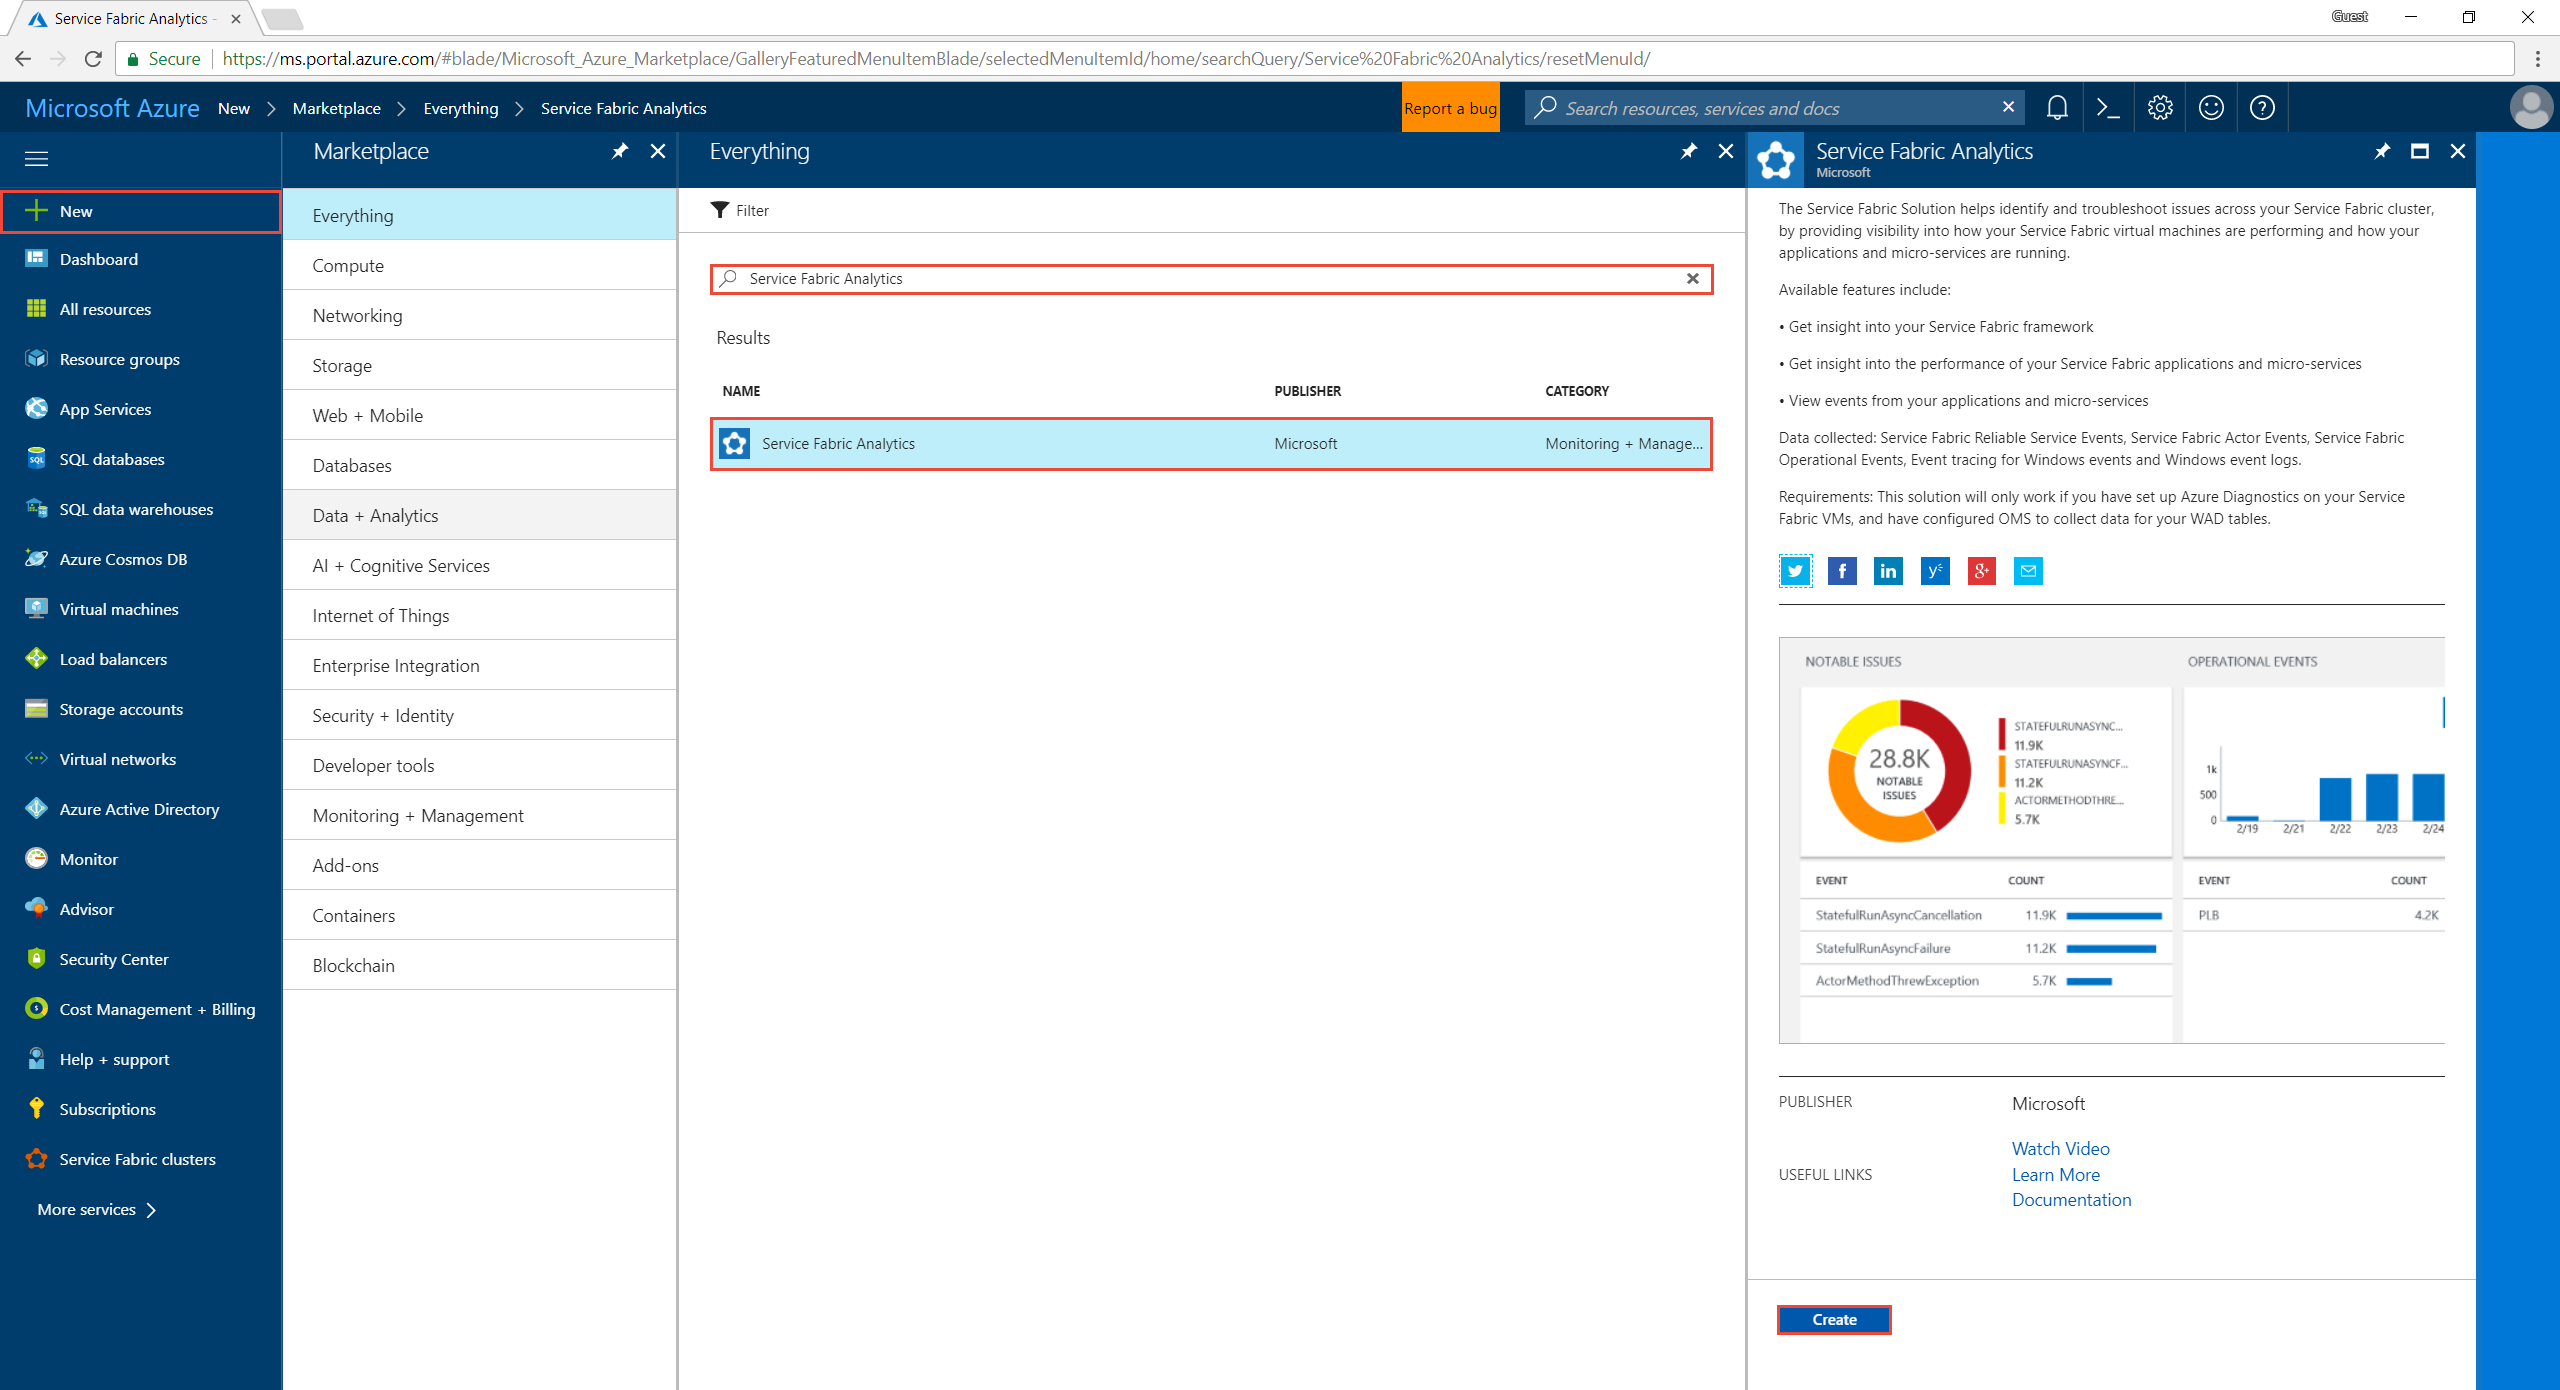 Service Fabric Analytics -
Guest
Secure
https://ms.portal.azure.com/#blade/Microsoft_Azure_Marketplace/GalleryFeaturedMenuItemBlade/selectedMenuItemId/home/searchQuery/Service%20Fabric%20Analytics/resetMenuId/
Microsoft Azure New > Marketplace > Everything > Service Fabric Analytics
Report a bug
Search resources, services and docs
New
Dashboard
All resources
Resource groups
App Services
SQL databases
SQL data warehouses
Azure Cosmos DB
Virtual machines
Load balancers
Storage accounts
Virtual networks
Azure Active Directory
Monitor
Advisor
Security Center
Cost Management + Billing
Help + support
Subscriptions
Service Fabric clusters
More services >
Marketplace
Everything
Compute
Networking
Storage
Web + Mobile
Databases
Data + Analytics
AI + Cognitive Services
Internet of Things
Enterprise Integration
Security + Identity
Developer tools
Monitoring + Management
Add-ons
Containers
Blockchain
Everything
Filter
Service Fabric Analytics
Results
NAME PUBLISHER CATEGORY
Service Fabric Analytics Microsoft Monitoring + Manage...
Service Fabric Analytics
Microsoft
The Service Fabric Solution helps identify and troubleshoot issues across your Service Fabric cluster,
by providing visibility into how your Service Fabric virtual machines are performing and how your
applications and micro-services are running.
Available features include:
• Get insight into your Service Fabric framework
• Get insight into the performance of your Service Fabric applications and micro-services
• View events from your applications and micro-services
Data collected: Service Fabric Reliable Service Events, Service Fabric Actor Events, Service Fabric
Operational Events, Event tracing for Windows events and Windows event logs.
Requirements: This solution will only work if you have set up Azure Diagnostics on your Service
Fabric VMs, and have configured OMS to collect data for your WAD tables.
NOTABLE ISSUES
28.8K
NOTABLE
ISSUES
STATEFULRUNASYNC...
11.9K
STATEFULRUNASYNCF...
11.2K
ACTORMETHODTHRE...
5.7K
EVENT COUNT
StatefulRunAsyncCancellation 11.9K
StatefulRunAsyncFailure 11.2K
ActorMethodThrewException 5.7K
OPERATIONAL EVENTS
1k
500
0
2/19 2/21 2/22 2/23 2/24
EVENT COUNT
PLB 4.2K
PUBLISHER Microsoft
USEFUL LINKS
Watch Video
Learn More
Documentation
Create